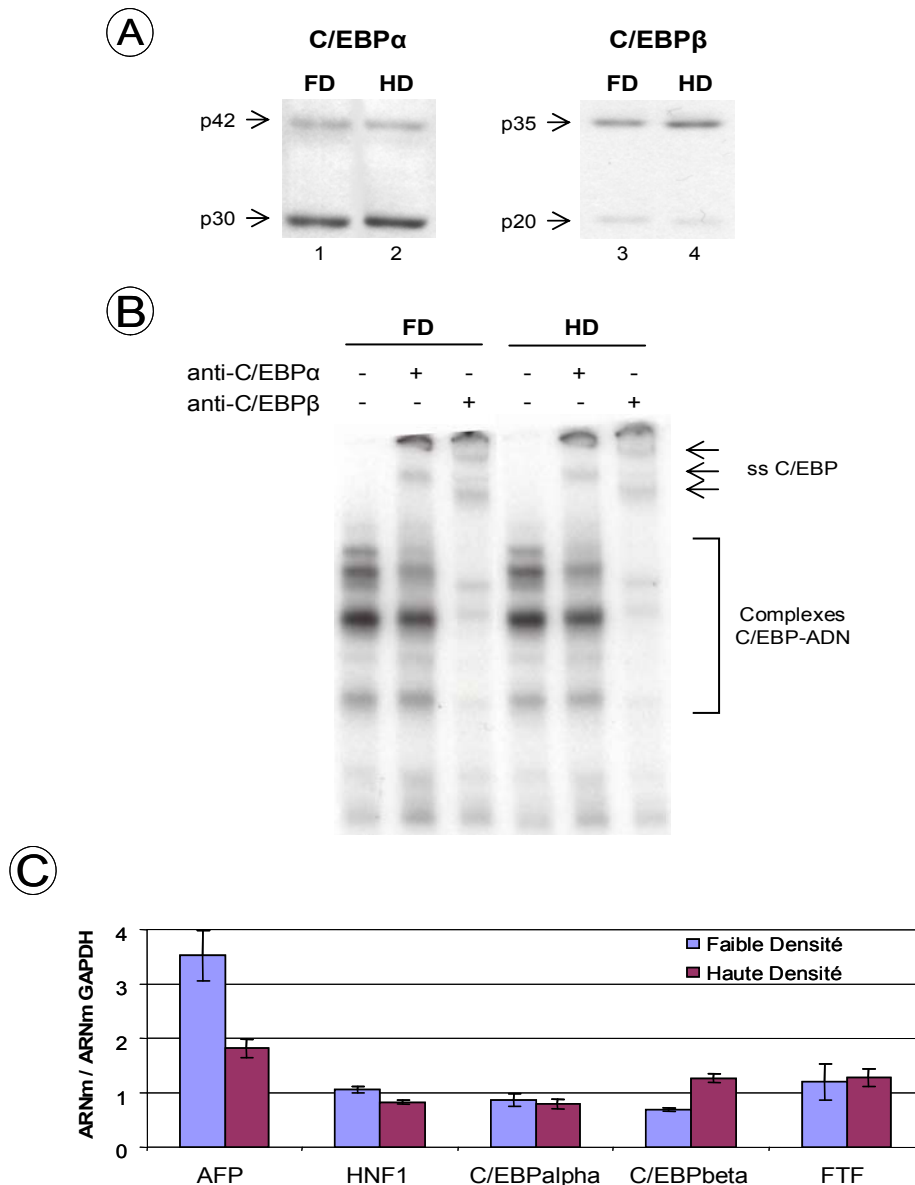 A
C/EBPα C/EBPβ
FD HD FD HD
p42 p35
p30 p20
1 2 3 4
B
FD HD
anti-C/EBPα - + - - + -
anti-C/EBPβ - - + - - +
ss C/EBP
Complexes
C/EBP-ADN
C
ARNm / ARNm GAPDH
4
3
2
1
0
Faible Densité
Haute Densité
AFP HNF1 C/EBPalpha C/EBPbeta FTF